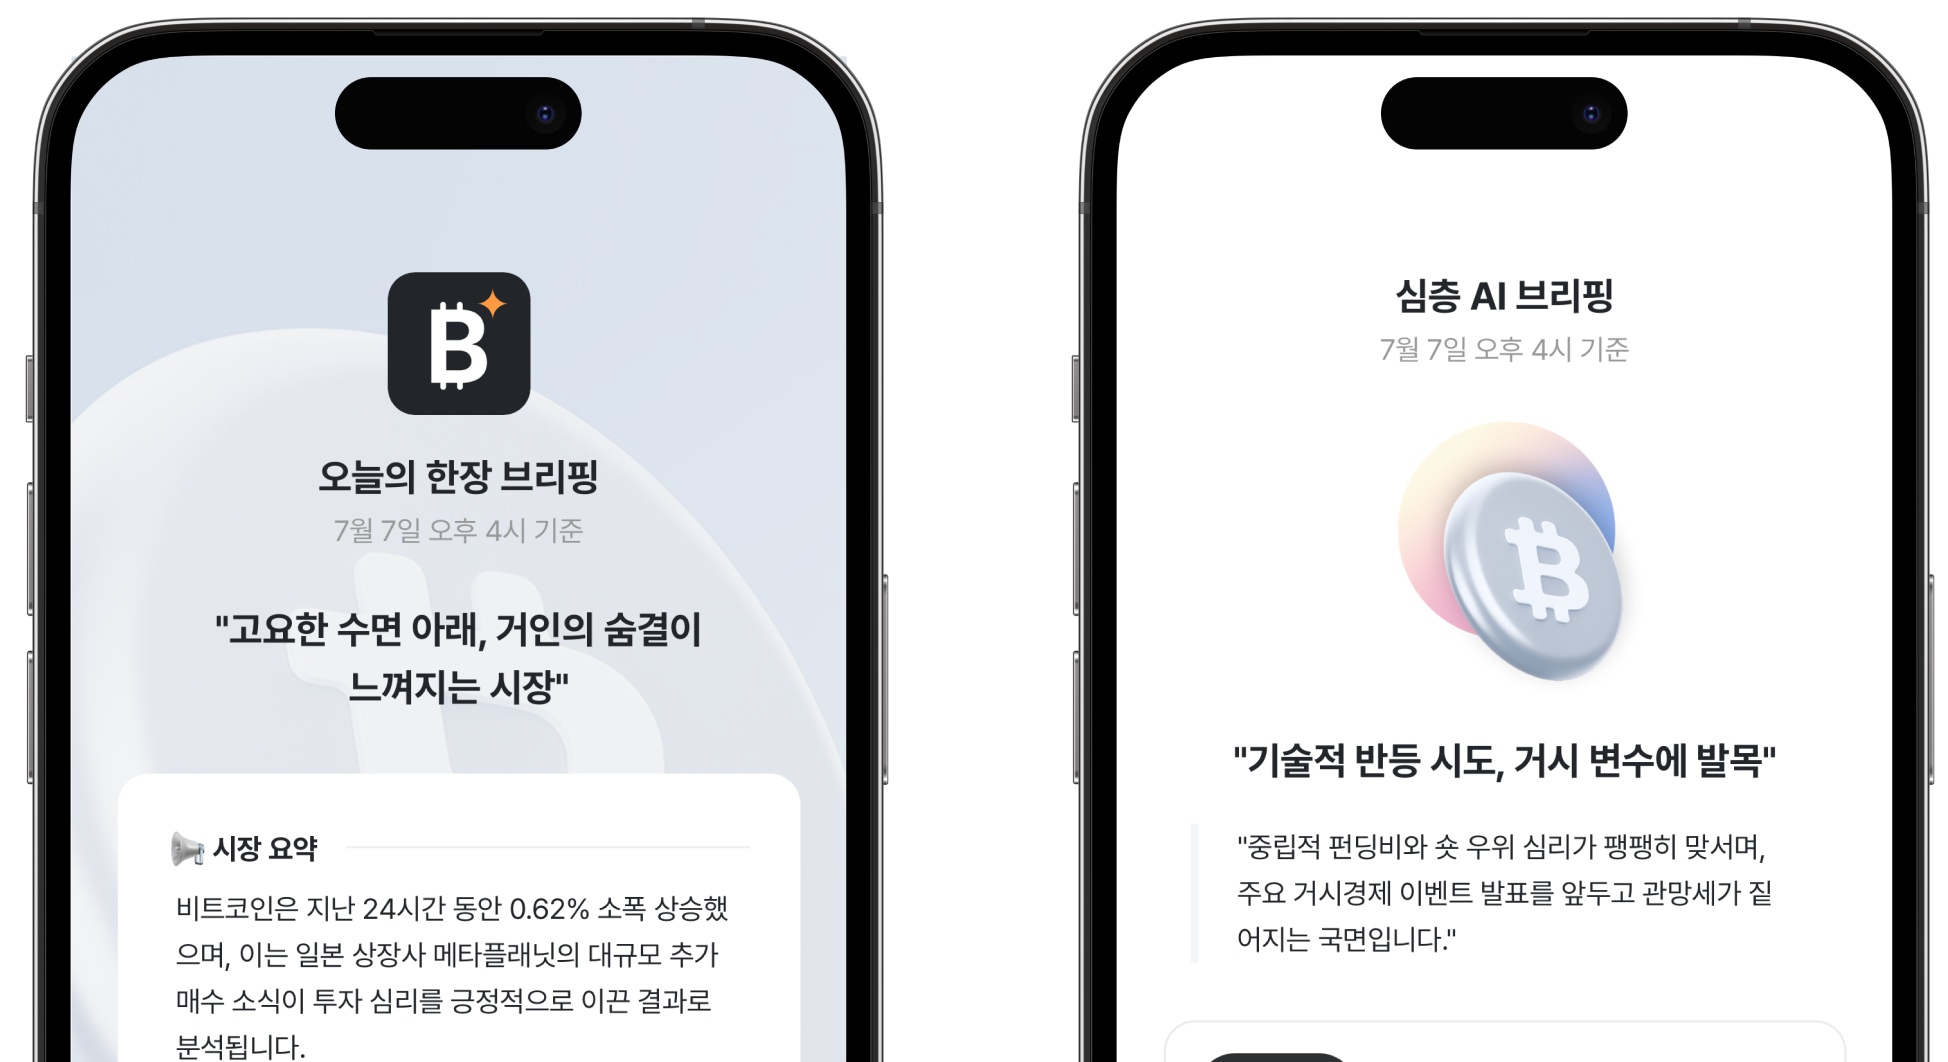 오늘의 한장 브리핑
7월 7일 오후 4시 기준
"고요한 수면 아래, 거인의 숨결이
느껴지는 시장"
시장 요약
비트코인은 지난 24시간 동안 0.62% 소폭 상승했
으며, 이는 일본 상장사 메타플래닛의 대규모 추가
매수 소식이 투자 심리를 긍정적으로 이끈 결과로
분석됩니다.
심층 AI 브리핑
7월 7일 오후 4시 기준
"기술적 반등 시도, 거시 변수에 발목"
"중립적 펀딩비와 숏 우위 심리가 팽팽히 맞서며,
주요 거시경제 이벤트 발표를 앞두고 관망세가 짙
어지는 국면입니다."